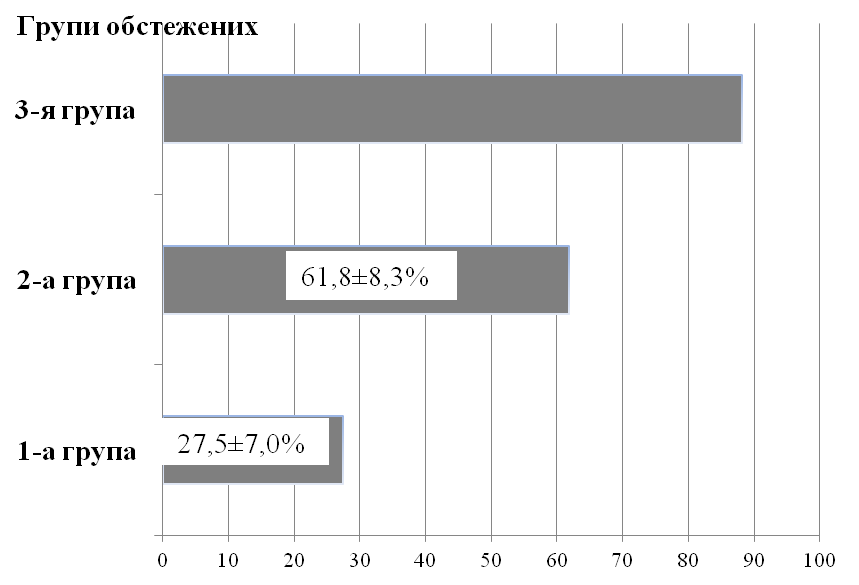 Групи обстежених
3-я група
2-а група
61,8±8,3%
1-а група
27,5±7,0%
0 10 20 30 40 50 60 70 80 90 100